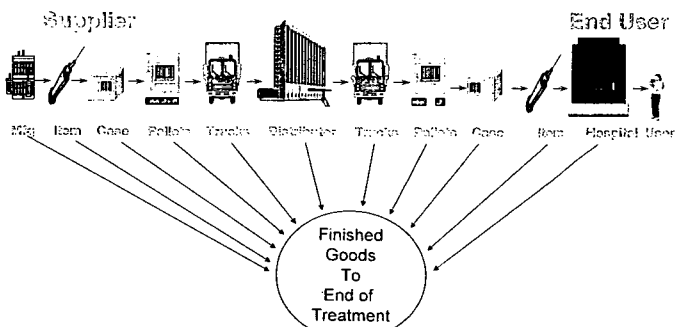 Supplier
End User
Mfg Item Case Pallets Trucks Distributor Trucks Pallets Case Item Hospital User
Finished
Goods
To
End of
Treatment